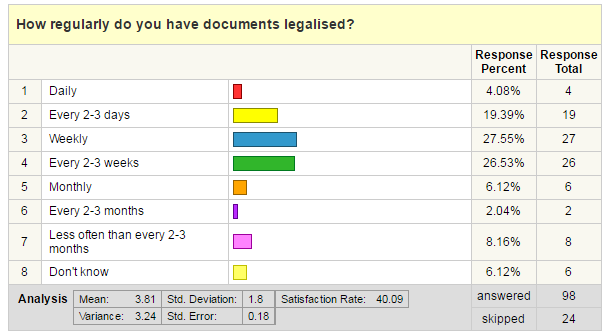 How regularly do you have documents legalised?
Response Percent Response Total
1 Daily 4.08% 4
2 Every 2-3 days 19.39% 19
3 Weekly 27.55% 27
4 Every 2-3 weeks 26.53% 26
5 Monthly 6.12% 6
6 Every 2-3 months 2.04% 2
7 Less often than every 2-3 months 8.16% 8
8 Don't know 6.12% 6
Analysis Mean: 3.81 Std. Deviation: 1.8 Satisfaction Rate: 40.09 answered 98
Variance: 3.24 Std. Error: 0.18 skipped 24